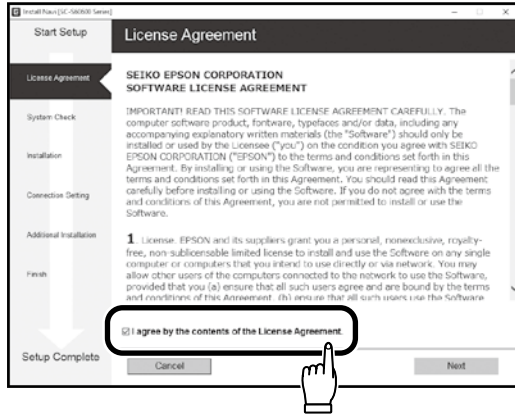 Install Navi [SC-S60600 Series]
Start Setup
License Agreement
License Agreement
System Check
Installation
Connection Setting
Additional Installation
Finish
Setup Complete
SEIKO EPSON CORPORATION
SOFTWARE LICENSE AGREEMENT
IMPORTANT! READ THIS SOFTWARE LICENSE AGREEMENT CAREFULLY. The
computer software product, fontware, typefaces and/or data, including any
accompanying explanatory written materials (the "Software") should only be
installed or used by the Licensee ("you") on the condition you agree with SEIKO
EPSON CORPORATION ("EPSON") to the terms and conditions set forth in this
Agreement. By installing or using the Software, you are representing to agree all the
terms and conditions set forth in this Agreement. You should read this Agreement
carefully before installing or using the Software. If you do not agree with the terms
and conditions of this Agreement, you are not permitted to install or use the
Software.
1. License. EPSON and its suppliers grant you a personal, nonexclusive, royalty-
free, non-sublicensable limited license to install and use the Software on any single
computer or computers that you intend to use directly or via network. You may
allow other users of the computers connected to the network to use the Software,
provided that you (a) ensure that all such users agree and are bound by the terms
and conditions of this Agreement, (b) ensure that all such users use the Software
I agree by the contents of the License Agreement.
Cancel
Next